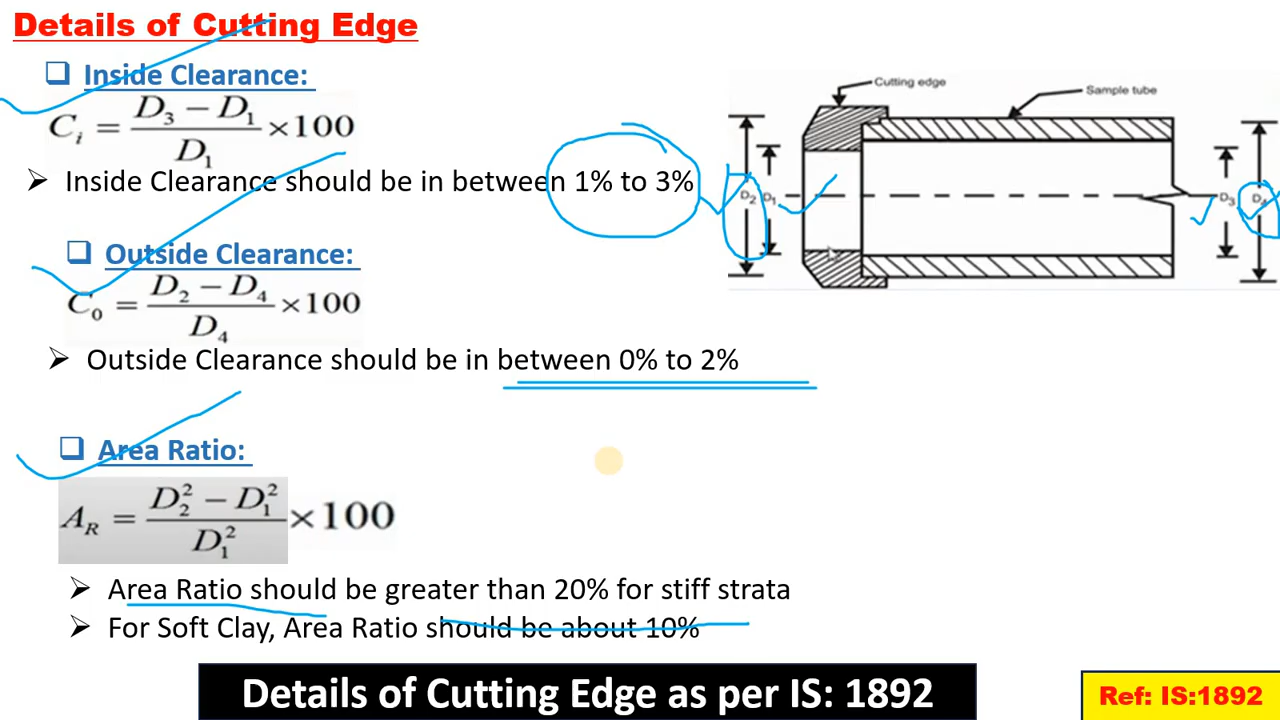 Details of Cutting Edge
❑ Inside Clearance:
C_i = (D_3 − D_1) / D_1 ×100
➢ Inside Clearance should be in between 1% to 3%
❑ Outside Clearance:
C_0 = (D_2 − D_4) / D_4 ×100
➢ Outside Clearance should be in between 0% to 2%
❑ Area Ratio:
A_R = (D_2^2 − D_1^2) / D_1^2 ×100
➢ Area Ratio should be greater than 20% for stiff strata
➢ For Soft Clay, Area Ratio should be about 10%
Cutting edge
Sample tube
D2 D1 D3 D4
Details of Cutting Edge as per IS: 1892
Ref: IS:1892